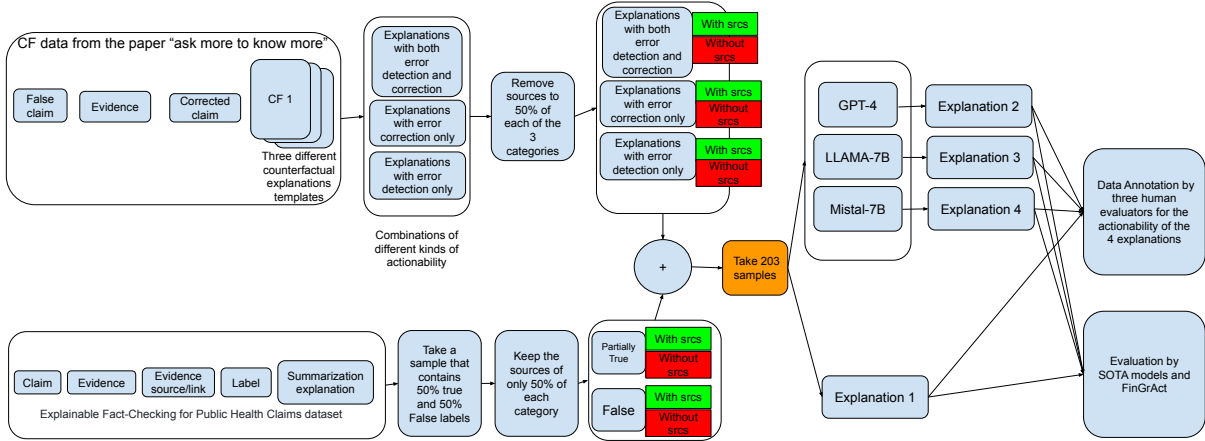 CF data from the paper “ask more to know more”
False
claim
Evidence
Corrected
claim
CF 1
Three different
counterfactual
explanations
templates
Explanations
with both
error
detection and
correction
Explanations
with error
correction only
Explanations
with error
detection only
Combinations of
different kinds of
actionability
Remove
sources to
50% of
each of the
3
categories
Explanations
with both
error
detection and
correction
With srcs
Without
srcs
Explanations
with error
correction only
With srcs
Without
srcs
Explanations
with error
detection only
With srcs
Without
srcs
+
Take 203
samples
GPT-4
LLAMA-7B
Mistal-7B
Explanation 2
Explanation 3
Explanation 4
Explanation 1
Data Annotation by
three human
evaluators for the
actionability of the
4 explanations
Evaluation by
SOTA models and
FinGrAct
Claim
Evidence
Evidence
source/link
Label
Summarization
explanation
Explainable Fact-Checking for Public Health Claims dataset
Take a
sample that
contains
50% true
and 50%
False labels
Keep the
sources of
only 50% of
each
category
Partially
True
With srcs
Without
srcs
False
With srcs
Without
srcs